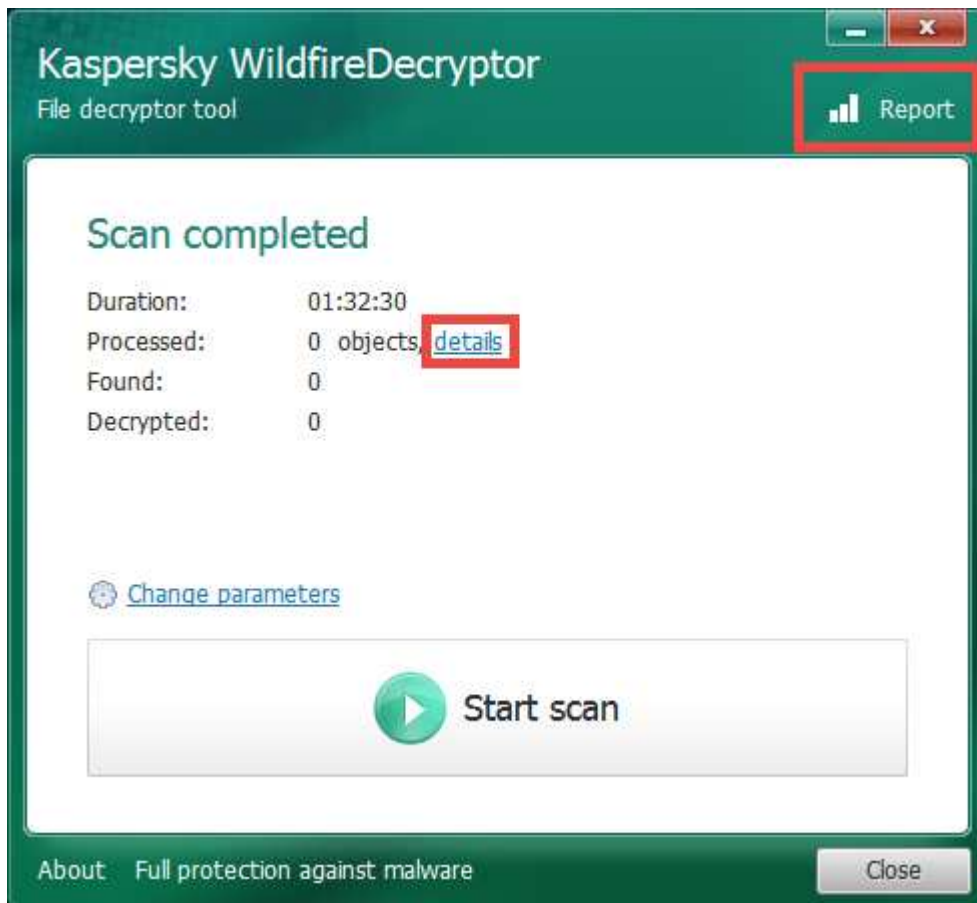 Kaspersky WildfireDecryptor
File decryptor tool
Report
Scan completed
Duration: 01:32:30
Processed: 0 objects, details
Found: 0
Decrypted: 0
Change parameters
Start scan
About Full protection against malware Close